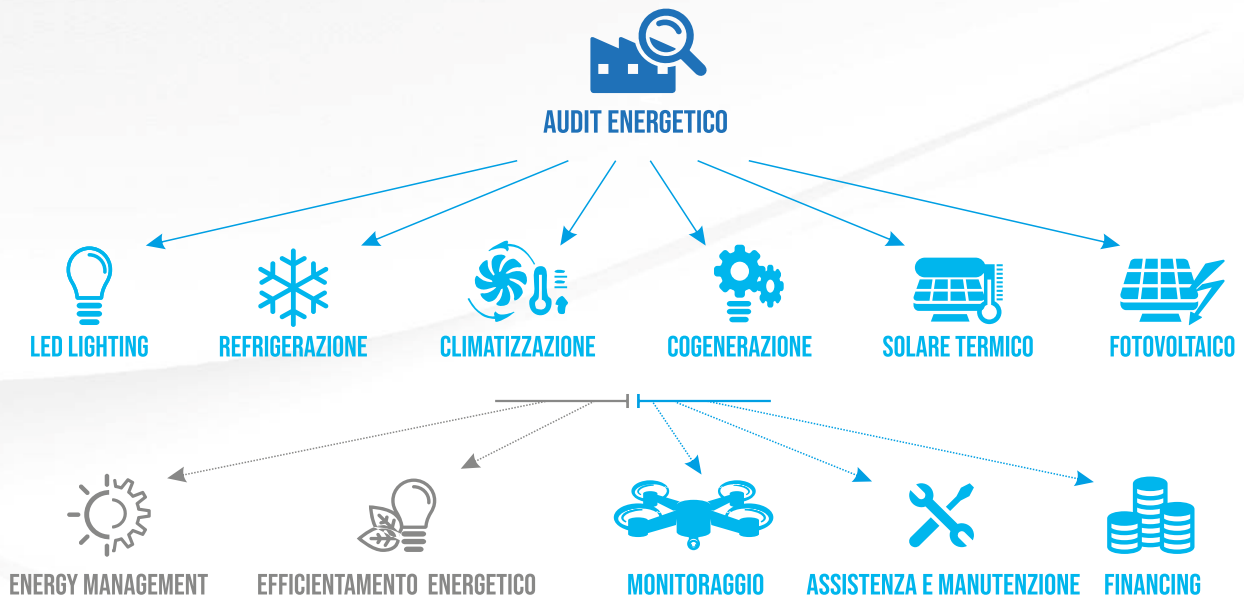 AUDIT ENERGETICO
LED LIGHTING
REFRIGERAZIONE
CLIMATIZZAZIONE
COGENERAZIONE
SOLARE TERMICO
FOTOVOLTAICO
ENERGY MANAGEMENT
EFFICIENTAMENTO ENERGETICO
MONITORAGGIO
ASSISTENZA E MANUTENZIONE
FINANCING